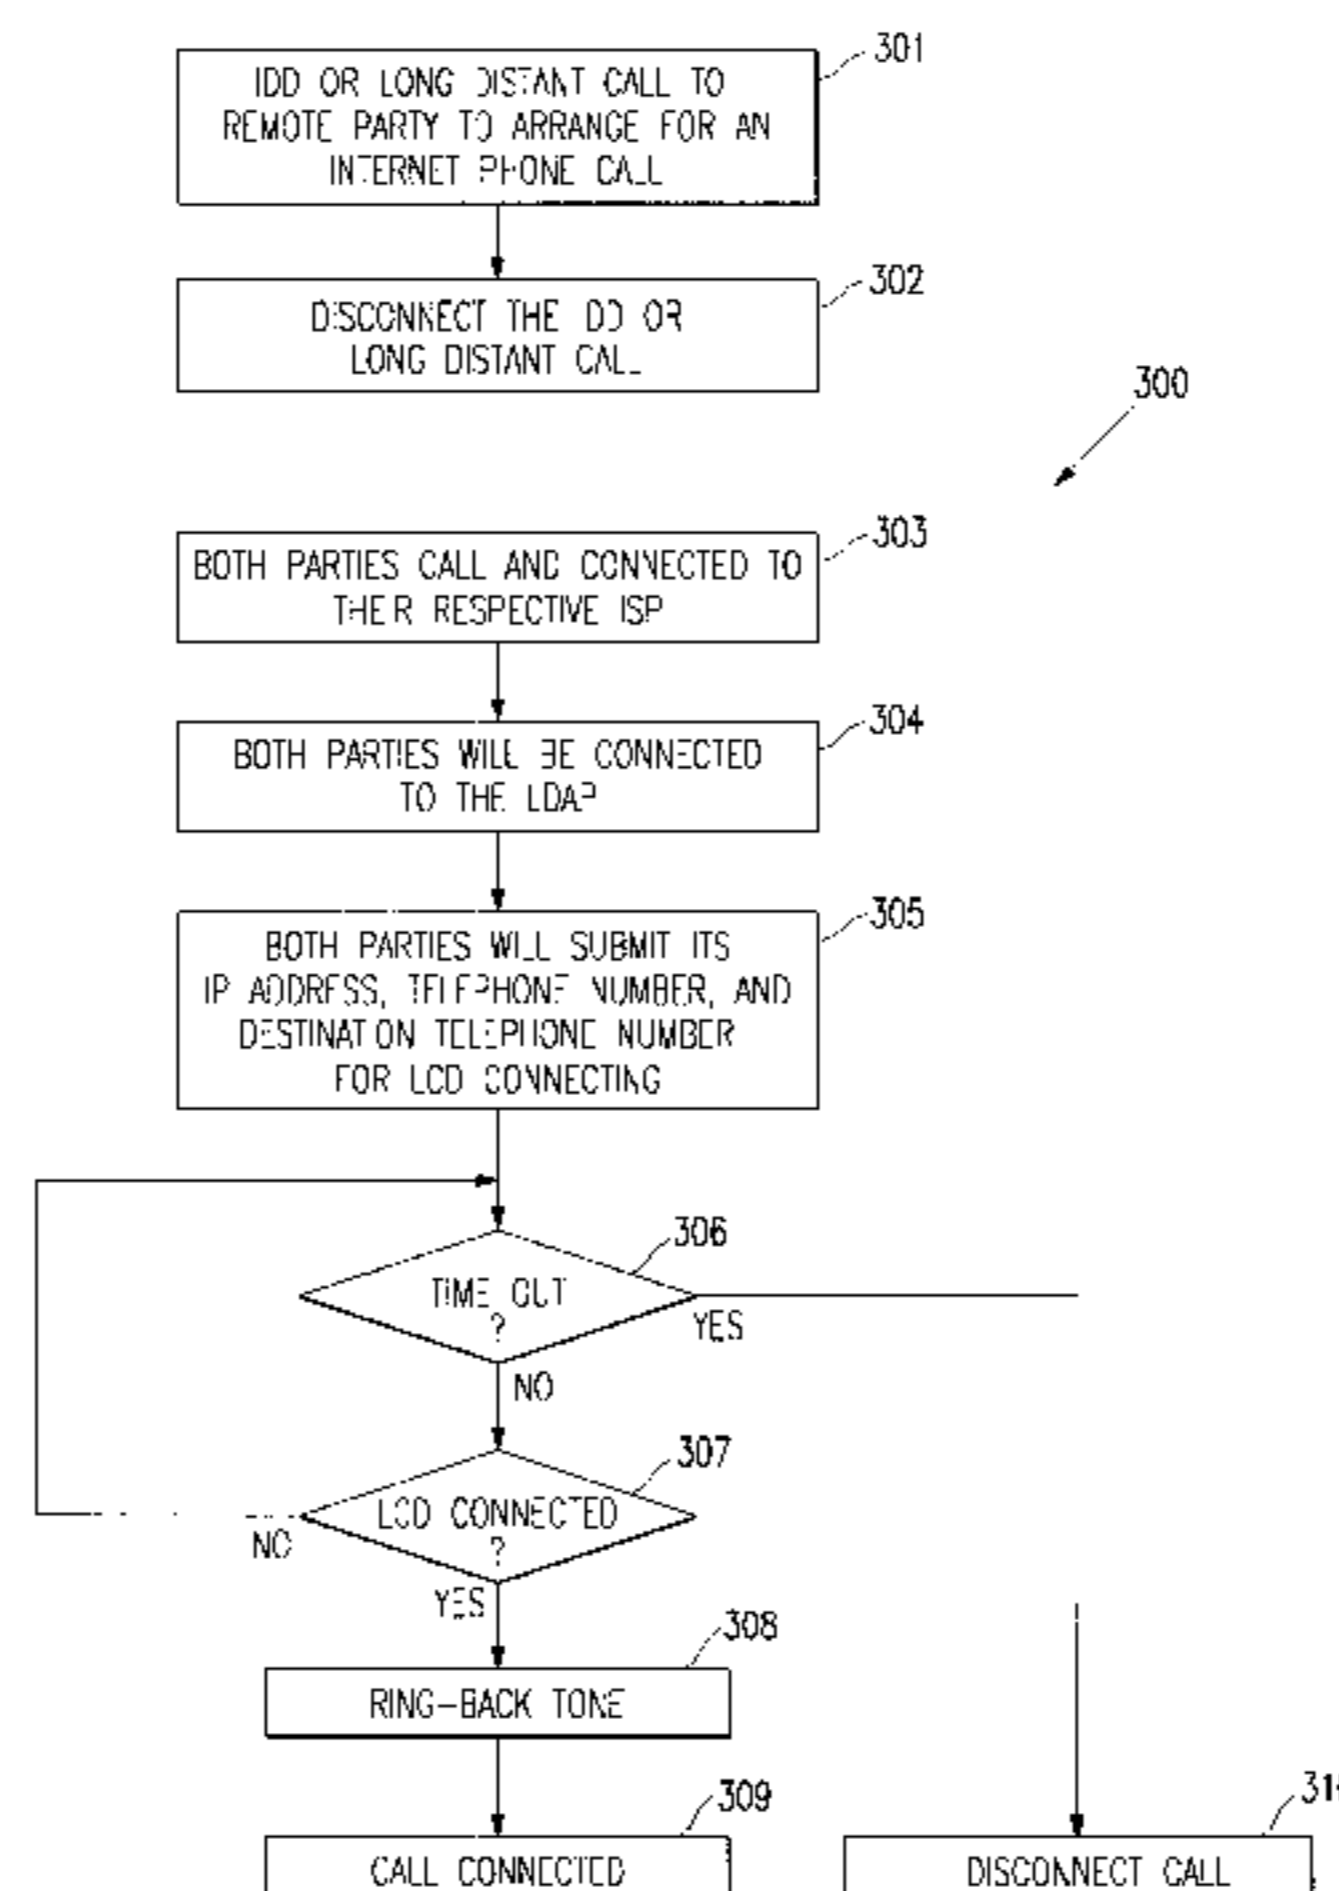 301
IDD OR LONG DISTANT CALL TO
REMOTE PARTY TO ARRANGE FOR AN
INTERNET PHONE CALL
302
DISCONNECT THE IDD OR
LONG DISTANT CALL
300
303
BOTH PARTIES CALL AND CONNECTED TO
THEIR RESPECTIVE ISP
304
BOTH PARTIES WILL BE CONNECTED
TO THE LDAP
305
BOTH PARTIES WILL SUBMIT ITS
IP ADDRESS, TELEPHONE NUMBER, AND
DESTINATION TELEPHONE NUMBER
FOR LCD CONNECTING
306
TIME OUT
?
YES
NO
307
LCD CONNECTED
?
NO
YES
308
RING-BACK TONE
309
CALL CONNECTED
DISCONNECT CALL